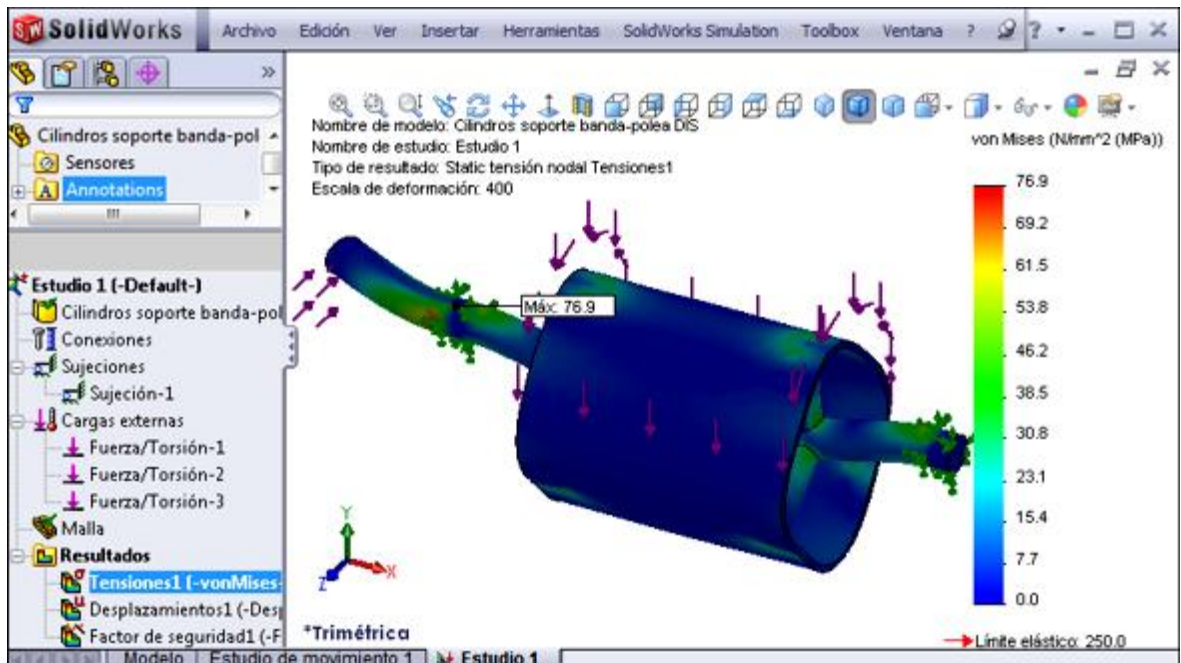 SW SolidWorks Archivo Edición Ver Insertar Herramientas SolidWorks Simulation Toolbox Ventana ? ?
Cilindros soporte banda-pol
Sensores
A Annotations
Estudio 1 (-Default-)
Cilindros soporte banda-pol
Conexiones
Sujeciones
Sujeción-1
Cargas externas
Fuerza/Torsión-1
Fuerza/Torsión-2
Fuerza/Torsión-3
Malla
Resultados
Tensiones1 (-vonMises-
Desplazamientos1 (-Des
Factor de seguridad1 (-F
Nombre de modelo: Cilindros soporte banda-polea DIS
Nombre de estudio: Estudio 1
Tipo de resultado: Static tensión nodal Tensiones1
Escala de deformación: 400
Máx: 76.9
Y
X
Z
*Trimétrica
von Mises (N/mm^2 (MPa))
76.9
69.2
61.5
53.8
46.2
38.5
30.8
23.1
15.4
7.7
0.0
Límite elástico: 250.0
Modelo Estudio de movimiento 1 Estudio 1